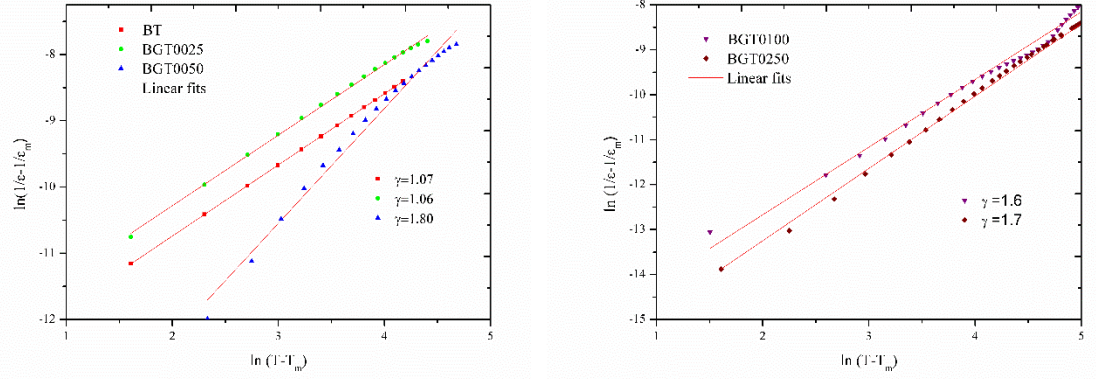 BT
BGT0025
BGT0050
Linear fits
γ=1.07
γ=1.06
γ=1.80
ln(1/ε-1/εm)
-8
-9
-10
-11
-12
1 2 3 4 5
ln (T-Tm)
BGT0100
BGT0250
Linear fits
γ =1.6
γ =1.7
ln (1/ε-1/εm)
-8
-9
-10
-11
-12
-13
-14
-15
1 2 3 4 5
ln (T-Tm)